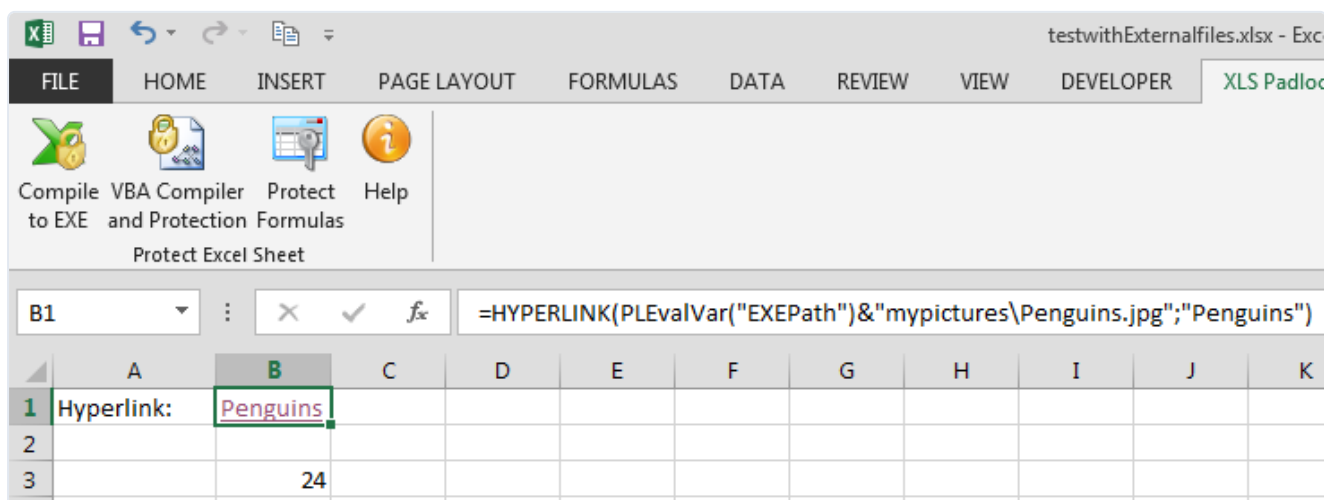 testwithExternalfiles.xlsx - Exc
FILE HOME INSERT PAGE LAYOUT FORMULAS DATA REVIEW VIEW DEVELOPER XLS Padloc
Compile VBA Compiler Protect Help
to EXE and Protection Formulas
Protect Excel Sheet
B1 fx =HYPERLINK(PLEvalVar("EXEPath")&"mypictures\Penguins.jpg";"Penguins")
A B C D E F G H I J K
1 Hyperlink: Penguins
2
3 24